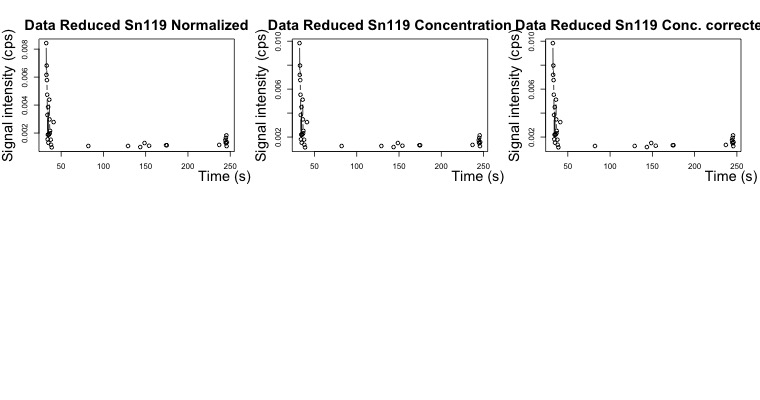 Data Reduced Sn119 Normalized
Signal intensity (cps)
0.002 0.004 0.006 0.008
50 100 150 200 250
Time (s)
Data Reduced Sn119 Concentration
Signal intensity (cps)
0.002 0.006 0.010
50 100 150 200 250
Time (s)
Data Reduced Sn119 Conc. correcte
Signal intensity (cps)
0.002 0.006 0.010
50 100 150 200 250
Time (s)